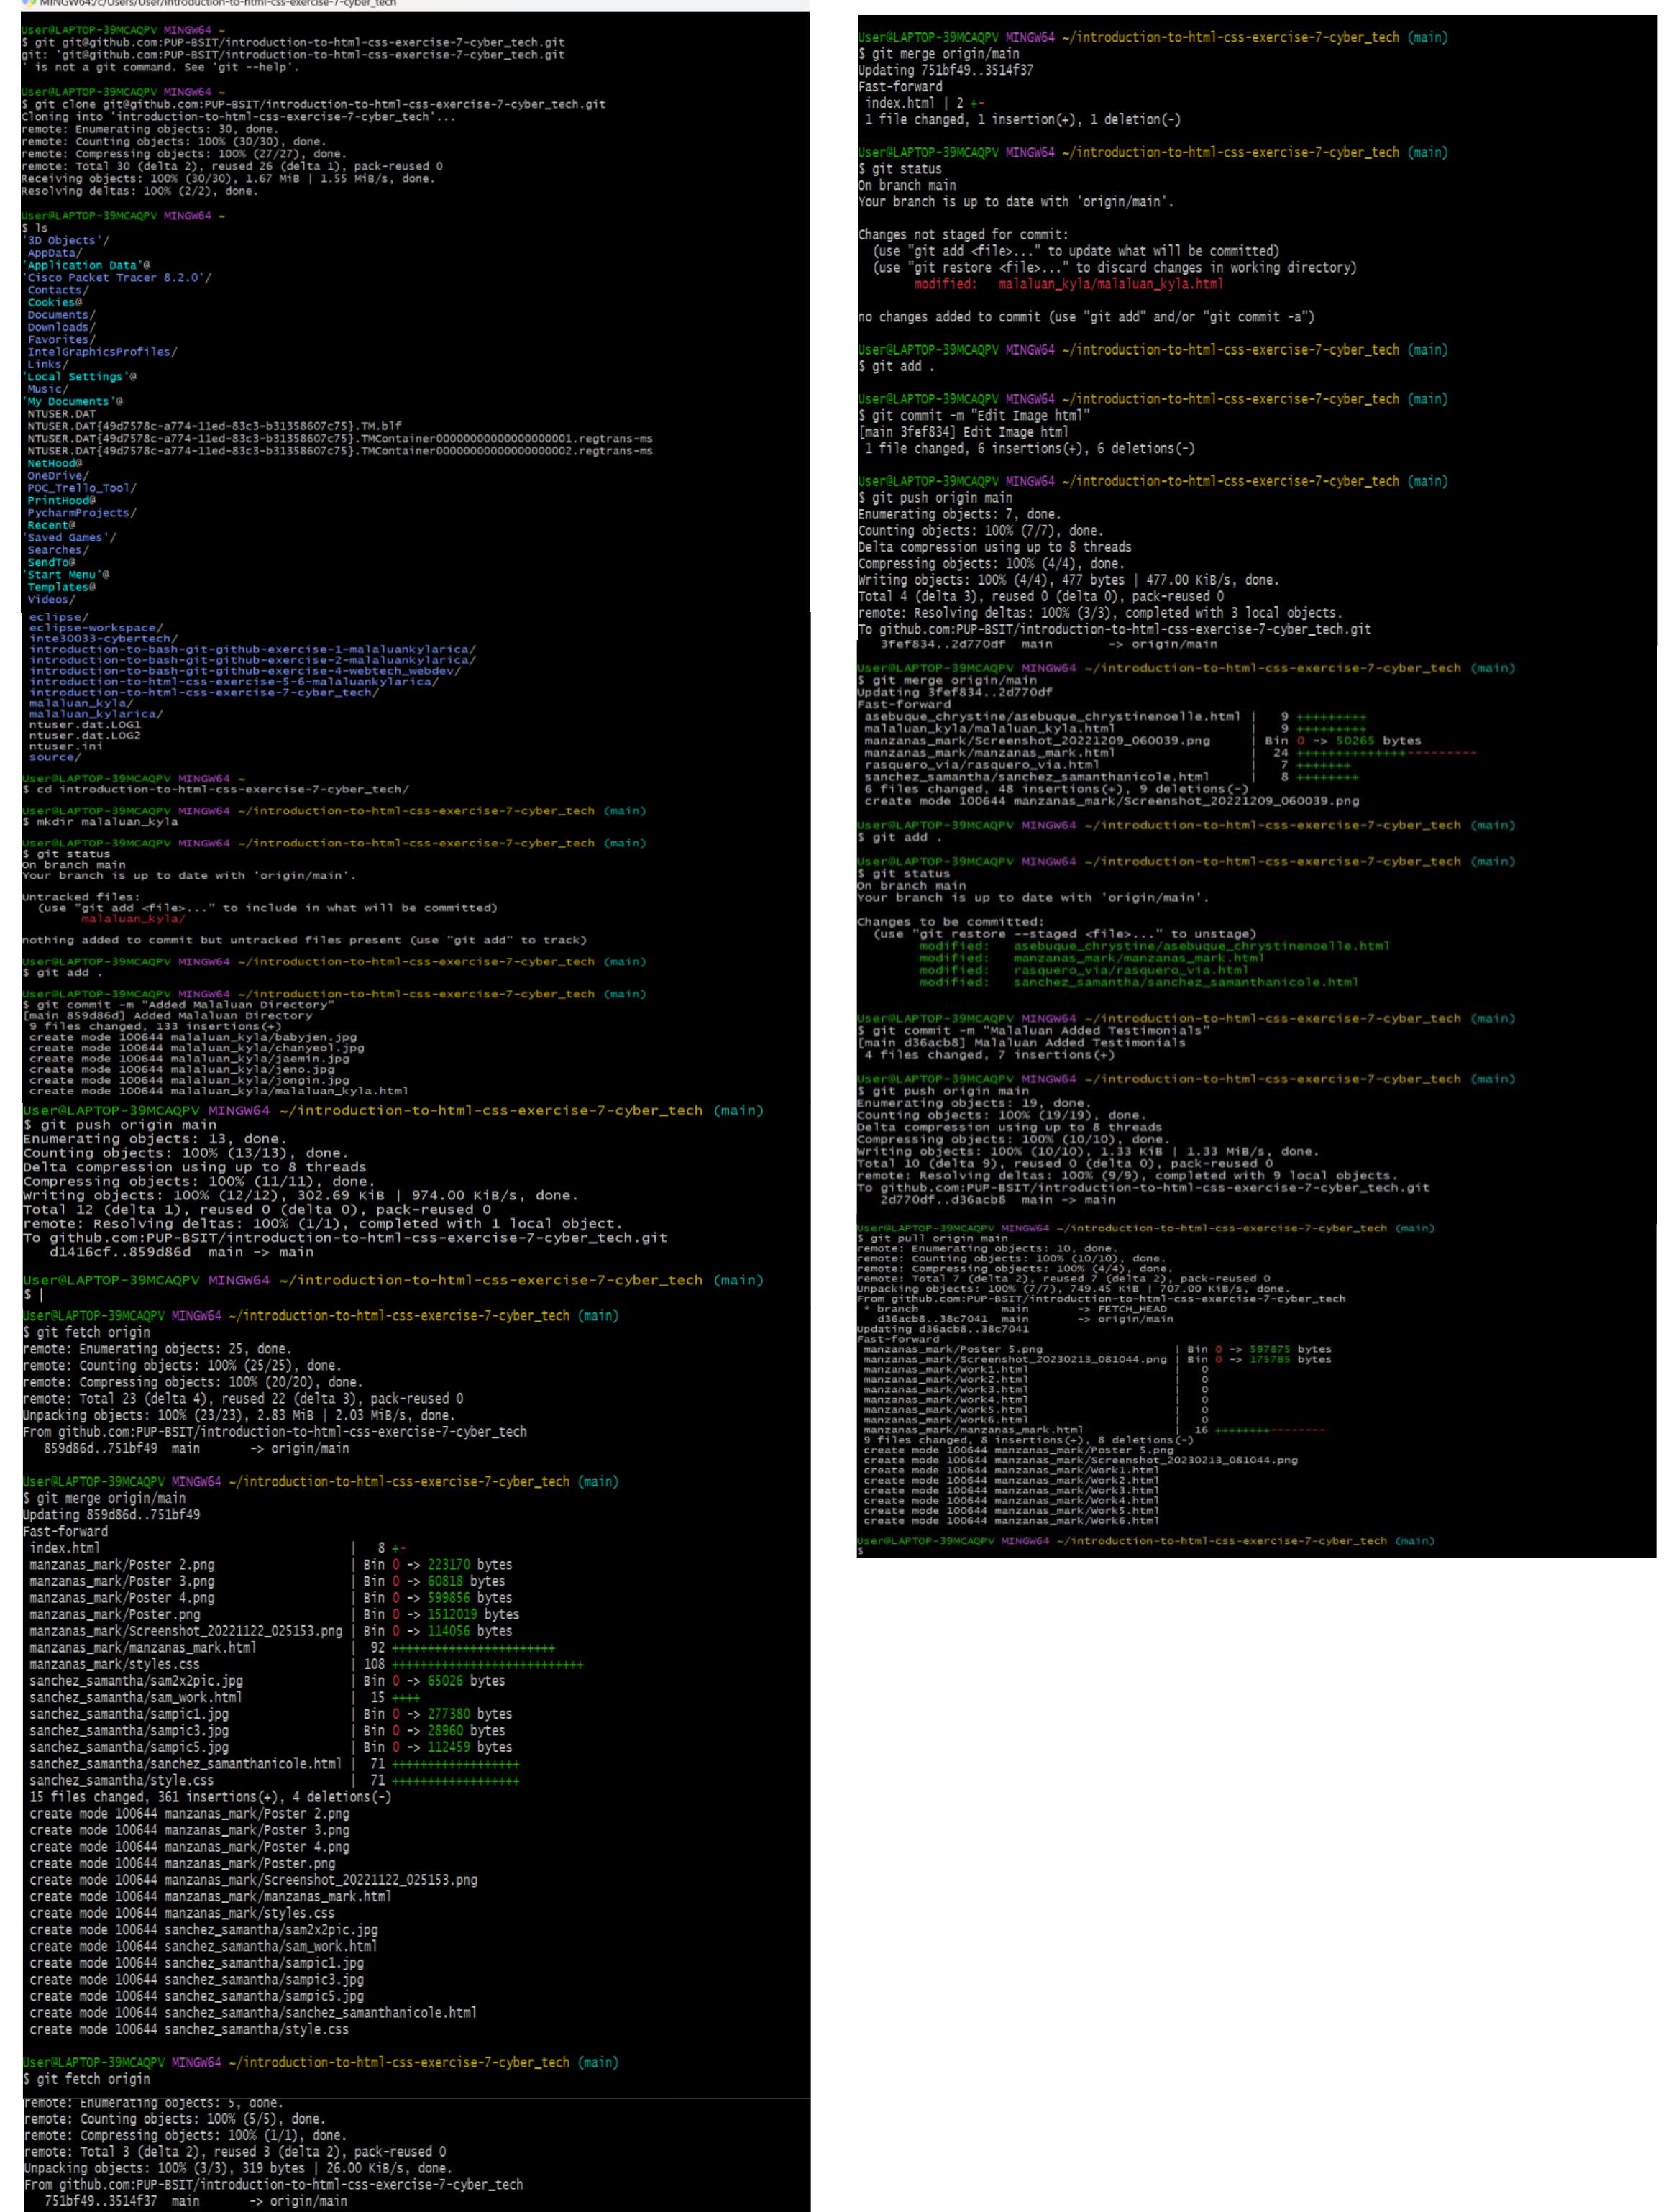 MINGW64:/c/Users/User/introduction-to-html-css-exercise-7-cyber_tech
User@LAPTOP-39MCAQPV MINGW64 ~
$ git git@github.com:PUP-BSIT/introduction-to-html-css-exercise-7-cyber_tech.git
git: 'git@github.com:PUP-BSIT/introduction-to-html-css-exercise-7-cyber_tech.git
' is not a git command. See 'git --help'.
User@LAPTOP-39MCAQPV MINGW64 ~
$ git clone git@github.com:PUP-BSIT/introduction-to-html-css-exercise-7-cyber_tech.git
Cloning into 'introduction-to-html-css-exercise-7-cyber_tech'...
remote: Enumerating objects: 30, done.
remote: Counting objects: 100% (30/30), done.
remote: Compressing objects: 100% (27/27), done.
remote: Total 30 (delta 2), reused 26 (delta 1), pack-reused 0
Receiving objects: 100% (30/30), 1.67 MiB | 1.55 MiB/s, done.
Resolving deltas: 100% (2/2), done.
User@LAPTOP-39MCAQPV MINGW64 ~
$ ls
'3D Objects'/
AppData/
'Application Data'@
'Cisco Packet Tracer 8.2.0'/
Contacts/
Cookies@
Documents/
Downloads/
Favorites/
IntelGraphicsProfiles/
Links/
'Local Settings'@
Music/
'My Documents'@
NTUSER.DAT
NTUSER.DAT{49d7578c-a774-11ed-83c3-b31358607c75}.TM.blf
NTUSER.DAT{49d7578c-a774-11ed-83c3-b31358607c75}.TMContainer00000000000000000001.regtrans-ms
NTUSER.DAT{49d7578c-a774-11ed-83c3-b31358607c75}.TMContainer00000000000000000002.regtrans-ms
NetHood@
OneDrive/
POC_Trello_Tool/
PrintHood@
PycharmProjects/
Recent@
'Saved Games'/
Searches/
SendTo@
'Start Menu'@
Templates@
Videos/
eclipse/
eclipse-workspace/
inte30033-cybertech/
introduction-to-bash-git-github-exercise-1-malaluankylarica/
introduction-to-bash-git-github-exercise-2-malaluankylarica/
introduction-to-bash-git-github-exercise-4-webtech_webdev/
introduction-to-html-css-exercise-5-6-malaluankylarica/
introduction-to-html-css-exercise-7-cyber_tech/
malaluan_kyla/
malaluan_kylarica/
ntuser.dat.LOG1
ntuser.dat.LOG2
ntuser.ini
source/
User@LAPTOP-39MCAQPV MINGW64 ~
$ cd introduction-to-html-css-exercise-7-cyber_tech/
User@LAPTOP-39MCAQPV MINGW64 ~/introduction-to-html-css-exercise-7-cyber_tech (main)
$ mkdir malaluan_kyla
User@LAPTOP-39MCAQPV MINGW64 ~/introduction-to-html-css-exercise-7-cyber_tech (main)
$ git status
On branch main
Your branch is up to date with 'origin/main'.
Untracked files:
(use "git add <file>..." to include in what will be committed)
malaluan_kyla/
nothing added to commit but untracked files present (use "git add" to track)
User@LAPTOP-39MCAQPV MINGW64 ~/introduction-to-html-css-exercise-7-cyber_tech (main)
$ git add .
User@LAPTOP-39MCAQPV MINGW64 ~/introduction-to-html-css-exercise-7-cyber_tech (main)
$ git commit -m "Added Malaluan Directory"
[main 859d86d] Added Malaluan Directory
9 files changed, 133 insertions(+)
create mode 100644 malaluan_kyla/babyjen.jpg
create mode 100644 malaluan_kyla/chanyeol.jpg
create mode 100644 malaluan_kyla/jaemin.jpg
create mode 100644 malaluan_kyla/jeno.jpg
create mode 100644 malaluan_kyla/jongin.jpg
create mode 100644 malaluan_kyla/malaluan_kyla.html
User@LAPTOP-39MCAQPV MINGW64 ~/introduction-to-html-css-exercise-7-cyber_tech (main)
$ git push origin main
Enumerating objects: 13, done.
Counting objects: 100% (13/13), done.
Delta compression using up to 8 threads
Compressing objects: 100% (11/11), done.
Writing objects: 100% (12/12), 302.69 KiB | 974.00 KiB/s, done.
Total 12 (delta 1), reused 0 (delta 0), pack-reused 0
remote: Resolving deltas: 100% (1/1), completed with 1 local object.
To github.com:PUP-BSIT/introduction-to-html-css-exercise-7-cyber_tech.git
d1416cf..859d86d  main -> main
User@LAPTOP-39MCAQPV MINGW64 ~/introduction-to-html-css-exercise-7-cyber_tech (main)
$
User@LAPTOP-39MCAQPV MINGW64 ~/introduction-to-html-css-exercise-7-cyber_tech (main)
$ git fetch origin
remote: Enumerating objects: 25, done.
remote: Counting objects: 100% (25/25), done.
remote: Compressing objects: 100% (20/20), done.
remote: Total 23 (delta 4), reused 22 (delta 3), pack-reused 0
Unpacking objects: 100% (23/23), 2.83 MiB | 2.03 MiB/s, done.
From github.com:PUP-BSIT/introduction-to-html-css-exercise-7-cyber_tech
859d86d..751bf49  main       -> origin/main
User@LAPTOP-39MCAQPV MINGW64 ~/introduction-to-html-css-exercise-7-cyber_tech (main)
$ git merge origin/main
Updating 859d86d..751bf49
Fast-forward
index.html | 8 +-
manzanas_mark/Poster 2.png | Bin 0 -> 223170 bytes
manzanas_mark/Poster 3.png | Bin 0 -> 60818 bytes
manzanas_mark/Poster 4.png | Bin 0 -> 599856 bytes
manzanas_mark/Poster.png | Bin 0 -> 1512019 bytes
manzanas_mark/Screenshot_20221122_025153.png | Bin 0 -> 114056 bytes
manzanas_mark/manzanas_mark.html | 92 +++++++++++++++++++++++
manzanas_mark/styles.css | 108 +++++++++++++++++++++++++++
sanchez_samantha/sam2x2pic.jpg | Bin 0 -> 65026 bytes
sanchez_samantha/sam_work.html | 15 ++++
sanchez_samantha/sampic1.jpg | Bin 0 -> 277380 bytes
sanchez_samantha/sampic3.jpg | Bin 0 -> 28960 bytes
sanchez_samantha/sampic5.jpg | Bin 0 -> 112459 bytes
sanchez_samantha/sanchez_samanthanicole.html | 71 ++++++++++++++++++
sanchez_samantha/style.css | 71 ++++++++++++++++++
15 files changed, 361 insertions(+), 4 deletions(-)
create mode 100644 manzanas_mark/Poster 2.png
create mode 100644 manzanas_mark/Poster 3.png
create mode 100644 manzanas_mark/Poster 4.png
create mode 100644 manzanas_mark/Poster.png
create mode 100644 manzanas_mark/Screenshot_20221122_025153.png
create mode 100644 manzanas_mark/manzanas_mark.html
create mode 100644 manzanas_mark/styles.css
create mode 100644 sanchez_samantha/sam2x2pic.jpg
create mode 100644 sanchez_samantha/sam_work.html
create mode 100644 sanchez_samantha/sampic1.jpg
create mode 100644 sanchez_samantha/sampic3.jpg
create mode 100644 sanchez_samantha/sampic5.jpg
create mode 100644 sanchez_samantha/sanchez_samanthanicole.html
create mode 100644 sanchez_samantha/style.css
User@LAPTOP-39MCAQPV MINGW64 ~/introduction-to-html-css-exercise-7-cyber_tech (main)
$ git fetch origin
remote: Enumerating objects: 5, done.
remote: Counting objects: 100% (5/5), done.
remote: Compressing objects: 100% (1/1), done.
remote: Total 3 (delta 2), reused 3 (delta 2), pack-reused 0
Unpacking objects: 100% (3/3), 319 bytes | 26.00 KiB/s, done.
From github.com:PUP-BSIT/introduction-to-html-css-exercise-7-cyber_tech
751bf49..3514f37  main       -> origin/main
User@LAPTOP-39MCAQPV MINGW64 ~/introduction-to-html-css-exercise-7-cyber_tech (main)
$ git merge origin/main
Updating 751bf49..3514f37
Fast-forward
index.html | 2 +-
1 file changed, 1 insertion(+), 1 deletion(-)
User@LAPTOP-39MCAQPV MINGW64 ~/introduction-to-html-css-exercise-7-cyber_tech (main)
$ git status
On branch main
Your branch is up to date with 'origin/main'.
Changes not staged for commit:
(use "git add <file>..." to update what will be committed)
(use "git restore <file>..." to discard changes in working directory)
modified:   malaluan_kyla/malaluan_kyla.html
no changes added to commit (use "git add" and/or "git commit -a")
User@LAPTOP-39MCAQPV MINGW64 ~/introduction-to-html-css-exercise-7-cyber_tech (main)
$ git add .
User@LAPTOP-39MCAQPV MINGW64 ~/introduction-to-html-css-exercise-7-cyber_tech (main)
$ git commit -m "Edit Image html"
[main 3fef834] Edit Image html
1 file changed, 6 insertions(+), 6 deletions(-)
User@LAPTOP-39MCAQPV MINGW64 ~/introduction-to-html-css-exercise-7-cyber_tech (main)
$ git push origin main
Enumerating objects: 7, done.
Counting objects: 100% (7/7), done.
Delta compression using up to 8 threads
Compressing objects: 100% (4/4), done.
Writing objects: 100% (4/4), 477 bytes | 477.00 KiB/s, done.
Total 4 (delta 3), reused 0 (delta 0), pack-reused 0
remote: Resolving deltas: 100% (3/3), completed with 3 local objects.
To github.com:PUP-BSIT/introduction-to-html-css-exercise-7-cyber_tech.git
3fef834..2d770df  main       -> origin/main
User@LAPTOP-39MCAQPV MINGW64 ~/introduction-to-html-css-exercise-7-cyber_tech (main)
$ git merge origin/main
Updating 3fef834..2d770df
Fast-forward
asebuque_chrystine/asebuque_chrystinenoelle.html | 9 +++++++++
malaluan_kyla/malaluan_kyla.html | 9 +++++++++
manzanas_mark/Screenshot_20221209_060039.png | Bin 0 -> 50265 bytes
manzanas_mark/manzanas_mark.html | 24 +++++++++++++++---------
rasquero_via/rasquero_via.html | 7 +++++++
sanchez_samantha/sanchez_samanthanicole.html | 8 ++++++++
6 files changed, 48 insertions(+), 9 deletions(-)
create mode 100644 manzanas_mark/Screenshot_20221209_060039.png
User@LAPTOP-39MCAQPV MINGW64 ~/introduction-to-html-css-exercise-7-cyber_tech (main)
$ git add .
User@LAPTOP-39MCAQPV MINGW64 ~/introduction-to-html-css-exercise-7-cyber_tech (main)
$ git status
On branch main
Your branch is up to date with 'origin/main'.
Changes to be committed:
(use "git restore --staged <file>..." to unstage)
modified:   asebuque_chrystine/asebuque_chrystinenoelle.html
modified:   manzanas_mark/manzanas_mark.html
modified:   rasquero_via/rasquero_via.html
modified:   sanchez_samantha/sanchez_samanthanicole.html
User@LAPTOP-39MCAQPV MINGW64 ~/introduction-to-html-css-exercise-7-cyber_tech (main)
$ git commit -m "Malaluan Added Testimonials"
[main d36acb8] Malaluan Added Testimonials
4 files changed, 7 insertions(+)
User@LAPTOP-39MCAQPV MINGW64 ~/introduction-to-html-css-exercise-7-cyber_tech (main)
$ git push origin main
Enumerating objects: 19, done.
Counting objects: 100% (19/19), done.
Delta compression using up to 8 threads
Compressing objects: 100% (10/10), done.
Writing objects: 100% (10/10), 1.33 KiB | 1.33 MiB/s, done.
Total 10 (delta 9), reused 0 (delta 0), pack-reused 0
remote: Resolving deltas: 100% (9/9), completed with 9 local objects.
To github.com:PUP-BSIT/introduction-to-html-css-exercise-7-cyber_tech.git
2d770df..d36acb8  main -> main
User@LAPTOP-39MCAQPV MINGW64 ~/introduction-to-html-css-exercise-7-cyber_tech (main)
$ git pull origin main
remote: Enumerating objects: 10, done.
remote: Counting objects: 100% (10/10), done.
remote: Compressing objects: 100% (4/4), done.
remote: Total 7 (delta 2), reused 7 (delta 2), pack-reused 0
Unpacking objects: 100% (7/7), 749.45 KiB | 707.00 KiB/s, done.
From github.com:PUP-BSIT/introduction-to-html-css-exercise-7-cyber_tech
* branch            main       -> FETCH_HEAD
d36acb8..38c7041  main       -> origin/main
Updating d36acb8..38c7041
Fast-forward
manzanas_mark/Poster 5.png | Bin 0 -> 597875 bytes
manzanas_mark/Screenshot_20230213_081044.png | Bin 0 -> 175785 bytes
manzanas_mark/Work1.html | 0
manzanas_mark/Work2.html | 0
manzanas_mark/Work3.html | 0
manzanas_mark/Work4.html | 0
manzanas_mark/Work5.html | 0
manzanas_mark/Work6.html | 0
manzanas_mark/manzanas_mark.html | 16 ++++++++--------
9 files changed, 8 insertions(+), 8 deletions(-)
create mode 100644 manzanas_mark/Poster 5.png
create mode 100644 manzanas_mark/Screenshot_20230213_081044.png
create mode 100644 manzanas_mark/Work1.html
create mode 100644 manzanas_mark/Work2.html
create mode 100644 manzanas_mark/Work3.html
create mode 100644 manzanas_mark/Work4.html
create mode 100644 manzanas_mark/Work5.html
create mode 100644 manzanas_mark/Work6.html
User@LAPTOP-39MCAQPV MINGW64 ~/introduction-to-html-css-exercise-7-cyber_tech (main)
$